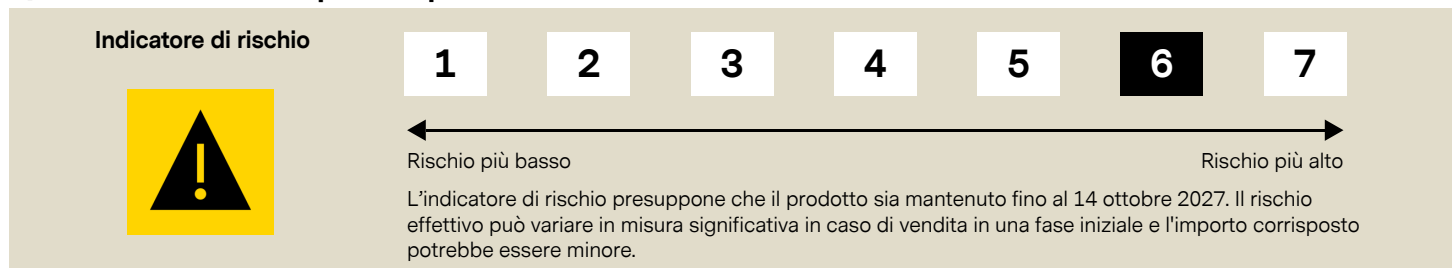 Indicatore di rischio
1 2 3 4 5 6 7
Rischio più basso Rischio più alto
L'indicatore di rischio presuppone che il prodotto sia mantenuto fino al 14 ottobre 2027. Il rischio
effettivo può variare in misura significativa in caso di vendita in una fase iniziale e l'importo corrisposto
potrebbe essere minore.